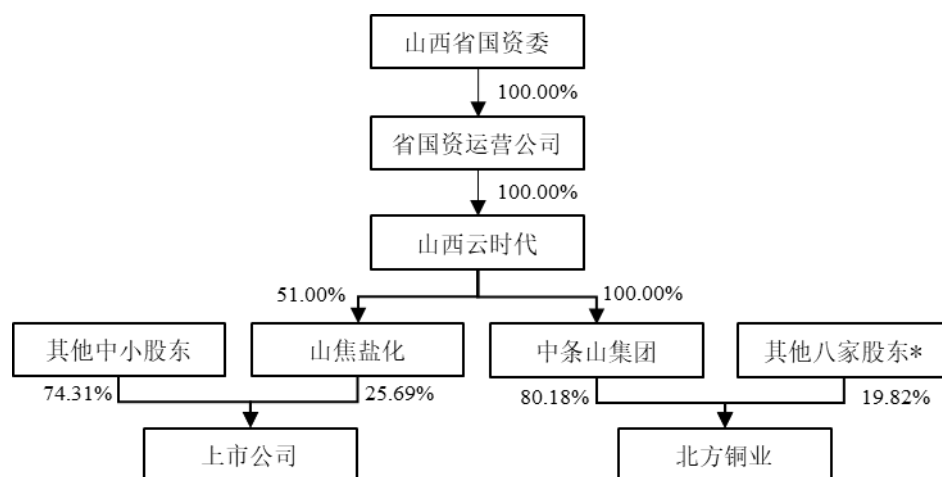 山西省国资委
100.00%
省国资运营公司
100.00%
山西云时代
51.00%
100.00%
其他中小股东
山焦盐化
中条山集团
其他八家股东*
74.31%
25.69%
80.18%
19.82%
上市公司
北方铜业